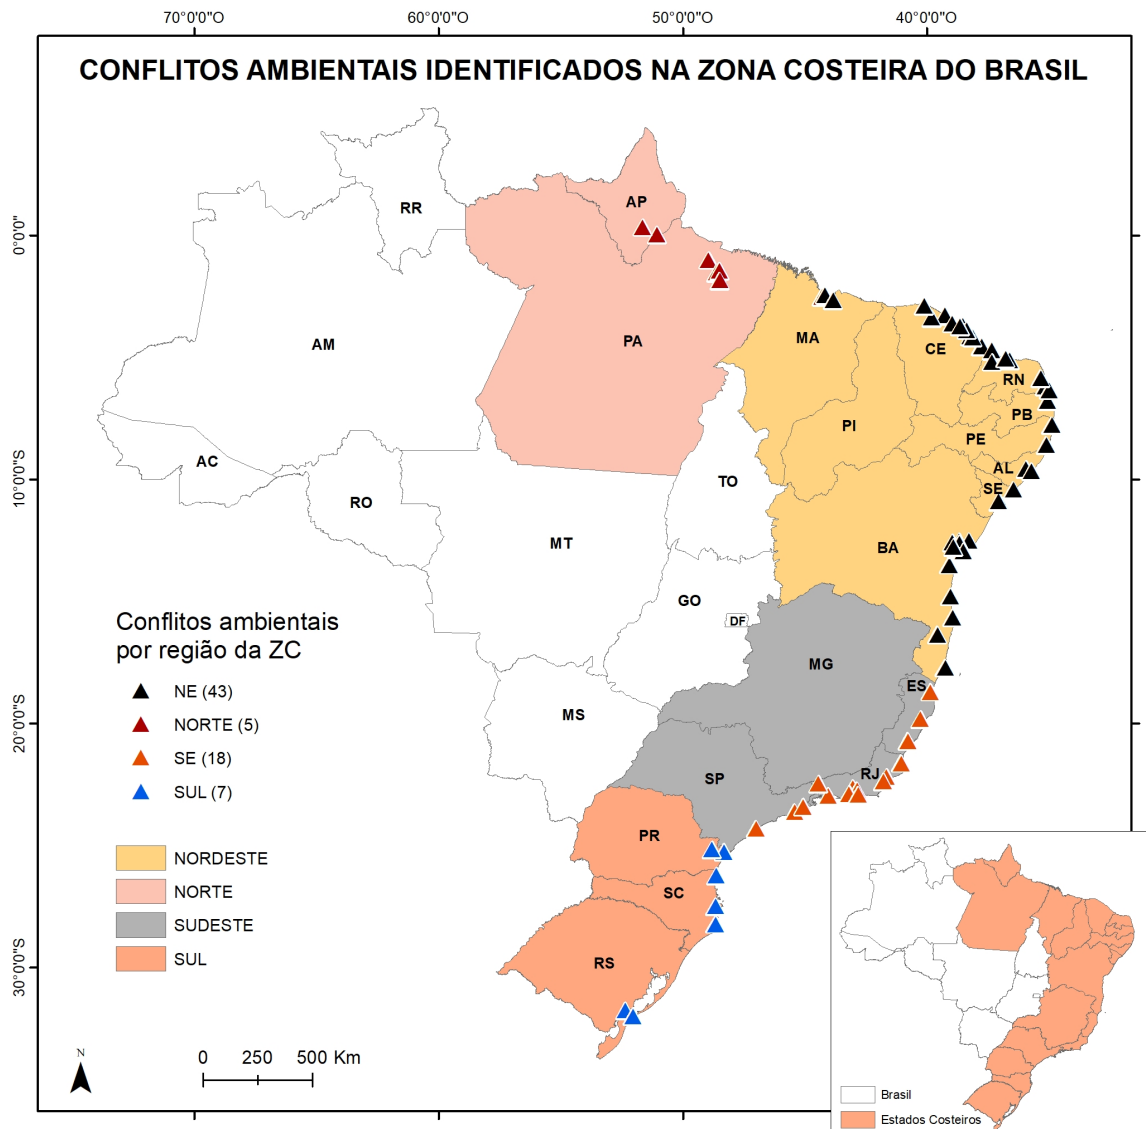 70°0'0"O 60°0'0"O 50°0'0"O 40°0'0"O
CONFLITOS AMBIENTAIS IDENTIFICADOS NA ZONA COSTEIRA DO BRASIL
RR
AP
0°0'0"
AM
PA
MA
CE
RN
PB
PI
PE
AC
AL
TO
SE
10°0'0"S
RO
MT
BA
GO
DF
Conflitos ambientais
por região da ZC
NE (43)
NORTE (5)
SE (18)
SUL (7)
MG
ES
MS
20°0'0"S
RJ
SP
PR
SC
RS
NORDESTE
NORTE
SUDESTE
SUL
30°0'0"S
N
0 250 500 Km
Brasil
Estados Costeiros